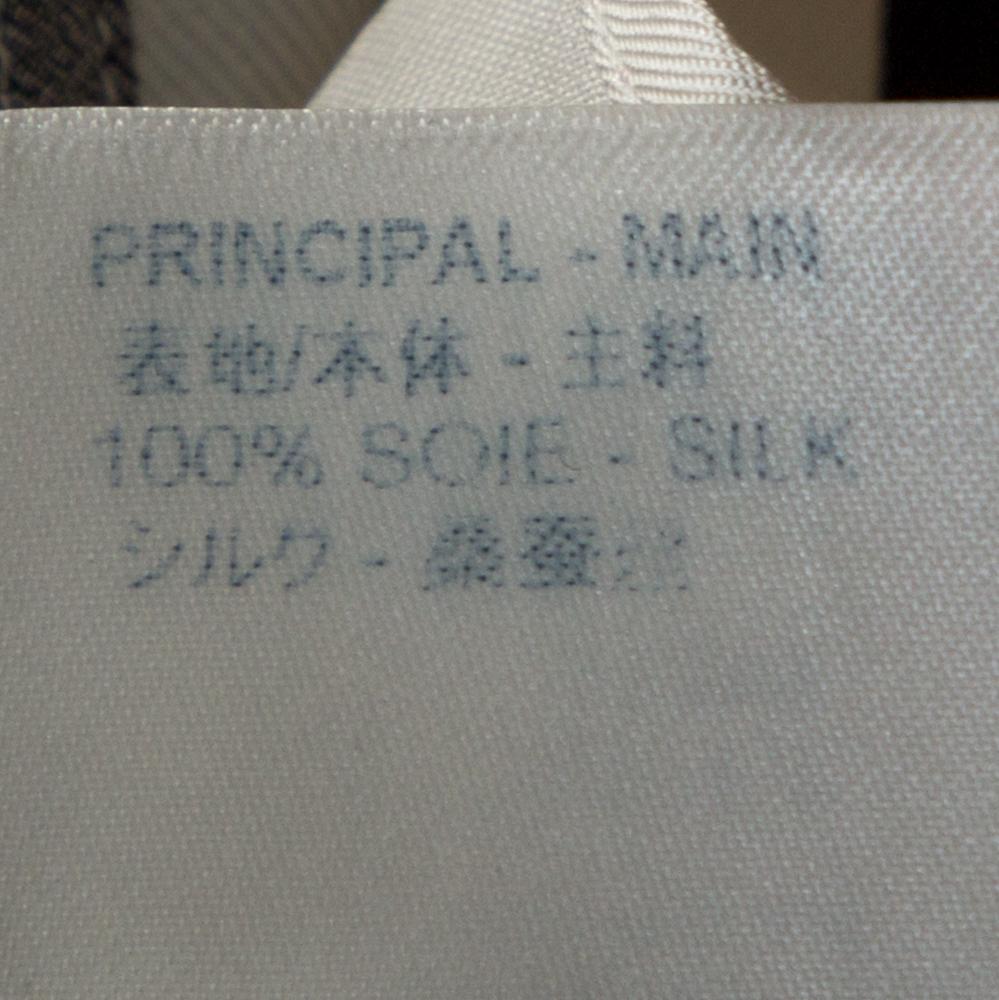 PRINCIPAL - MAIN
表地/本体 - 主料
100% SOIE - SILK
シルク - 桑蚕丝